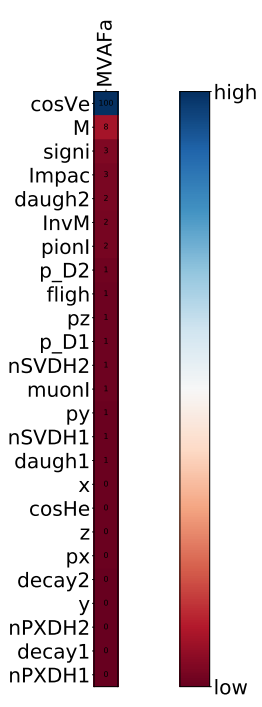 MVAFa
cosVe 100
M 8
signi 3
Impac 3
daugh2 2
InvM 2
pionI 2
p_D2 1
fligh 1
pz 1
p_D1 1
nSVDH2 1
muonI 1
py 1
nSVDH1 1
daugh1 1
x 0
cosHe 0
z 0
px 0
decay2 0
y 0
nPXDH2 0
decay1 0
nPXDH1 0
high
low